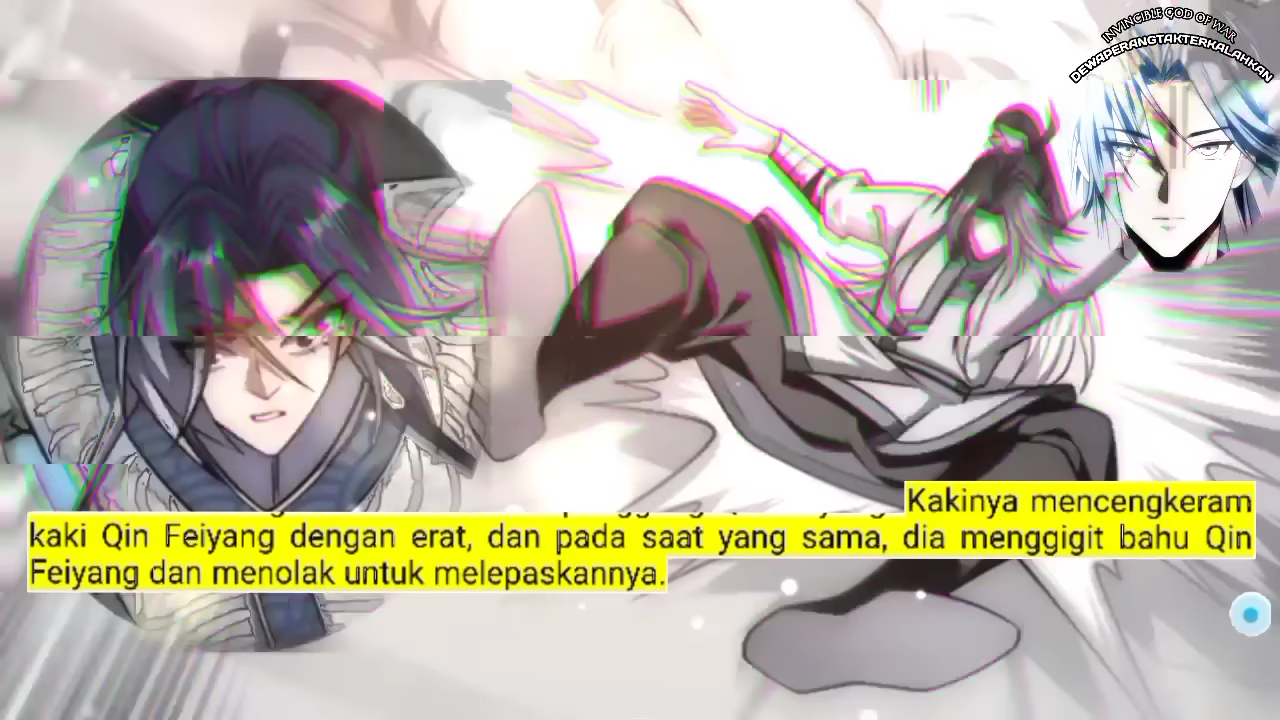 INVINCIBLE GOD OF WAR
DEWAPERANGTAKTERKALAHKAN
Kakinya mencengkeram
kaki Qin Feiyang dengan erat, dan pada saat yang sama, dia menggigit bahu Qin
Feiyang dan menolak untuk melepaskannya.